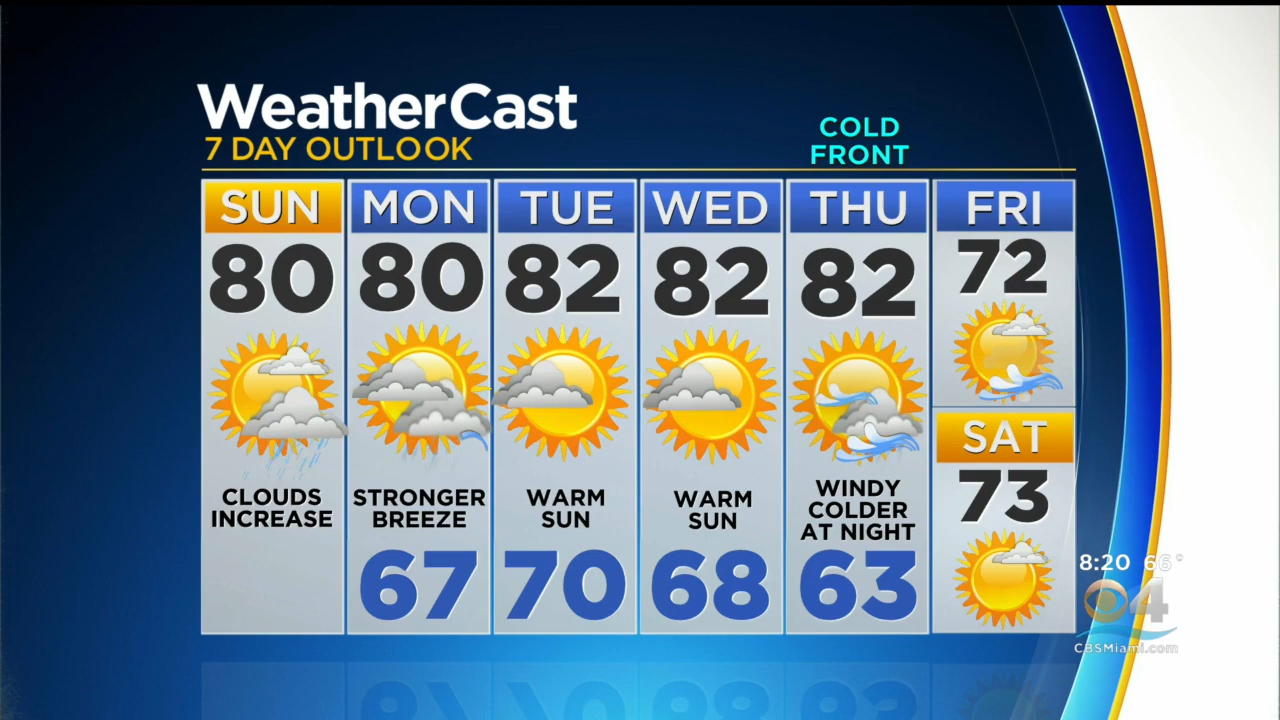 WeatherCast
7 DAY OUTLOOK
COLD
FRONT
SUN
80
CLOUDS
INCREASE
MON
80
STRONGER
BREEZE
67
TUE
82
WARM
SUN
70
WED
82
WARM
SUN
68
THU
82
WINDY
COLDER
AT NIGHT
63
FRI
72
SAT
73
8:20 66°
4
CBSMiami.com